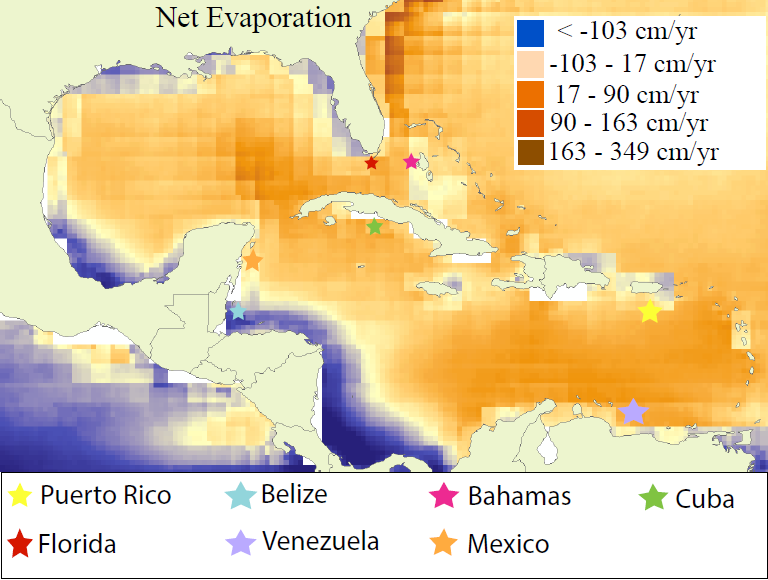 Net Evaporation
< -103 cm/yr
-103 - 17 cm/yr
17 - 90 cm/yr
90 - 163 cm/yr
163 - 349 cm/yr
Puerto Rico
Belize
Bahamas
Cuba
Florida
Venezuela
Mexico